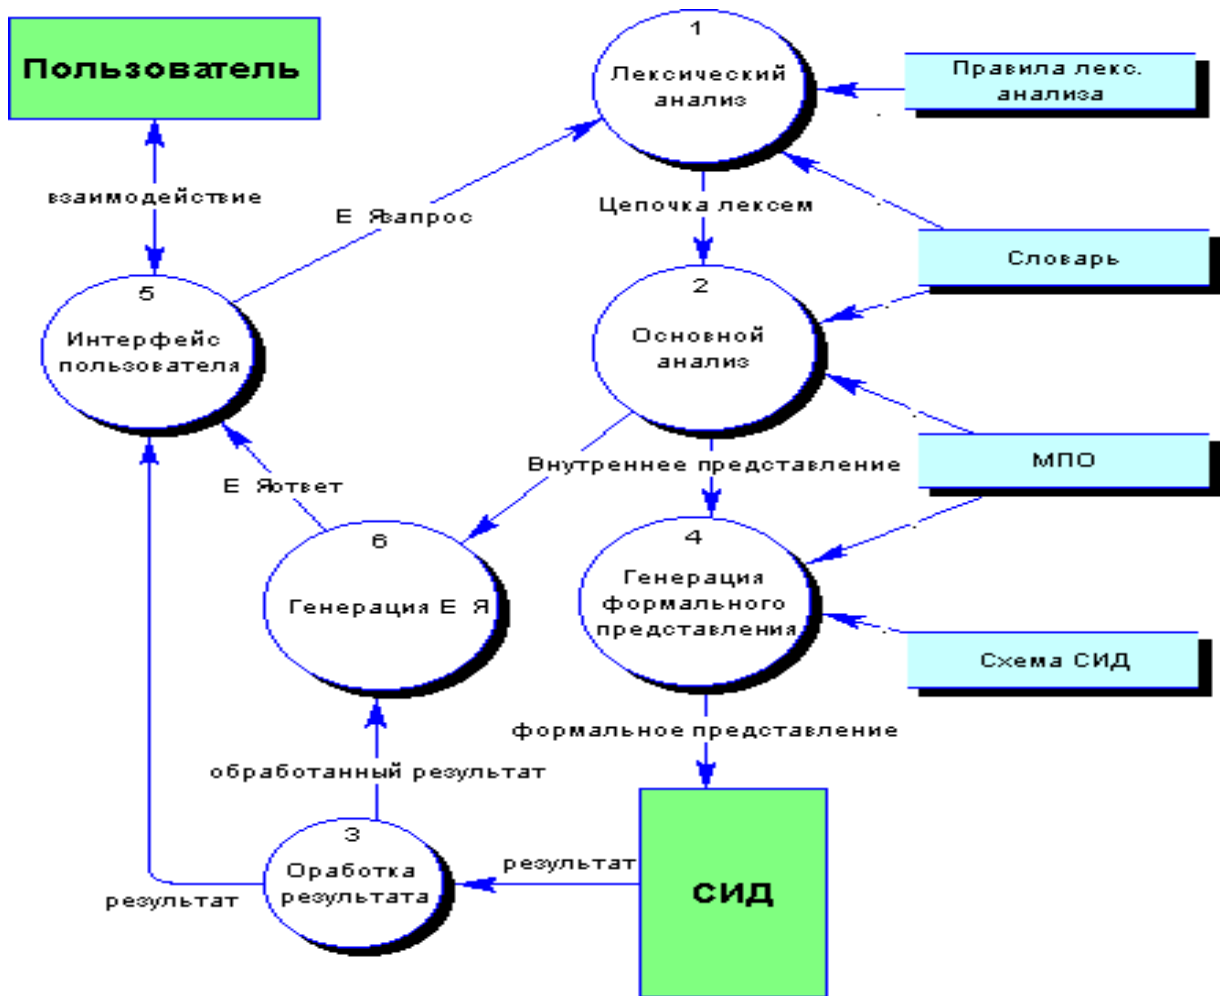 Пользователь
1
Лексический
анализ
Правила лекс.
анализа
взаимодействие
Е Язапрос
Цепочка лексем
Словарь
5
Интерфейс
пользователя
2
Основной
анализ
Внутреннее представление
МПО
Е Яответ
6
Генерация Е Я
4
Генерация
формального
представления
Схема СИД
формальное представление
обработанный результат
3
Оработка
результата
результат
результат
СИД